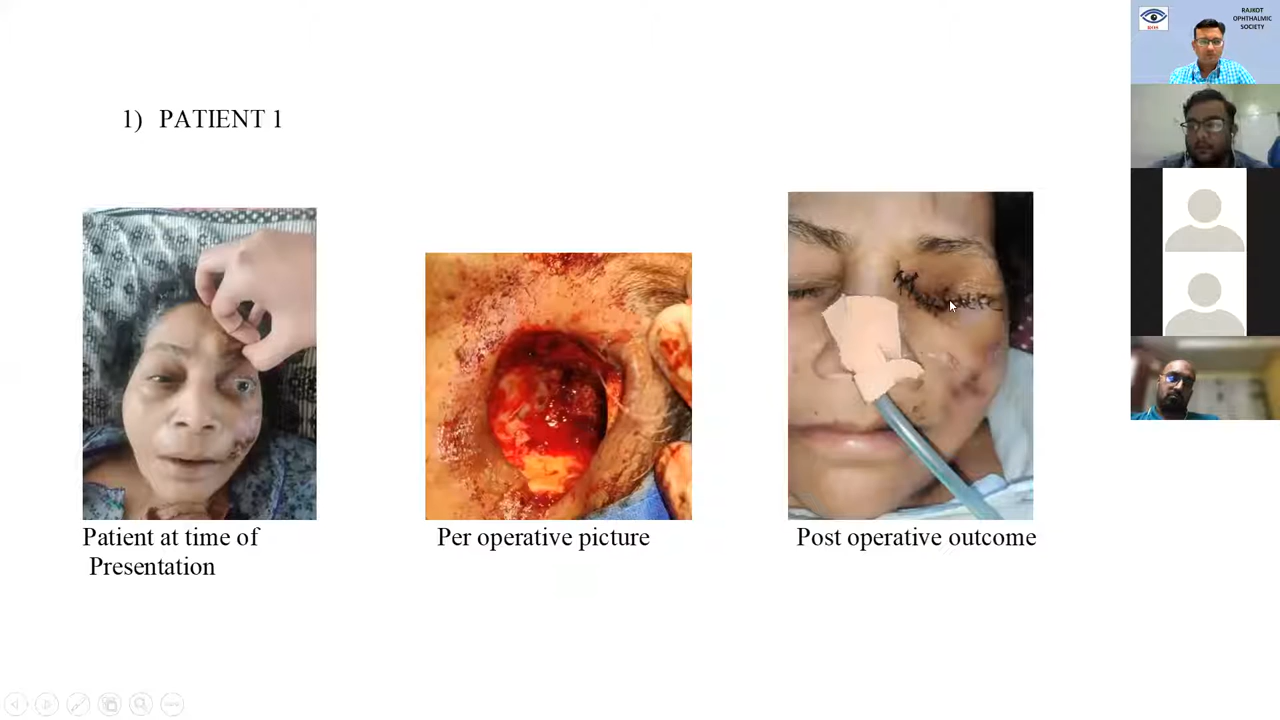 RAJKOT
OPHTHALMIC
SOCIETY
1) PATIENT 1
Patient at time of
Presentation
Per operative picture
Post operative outcome